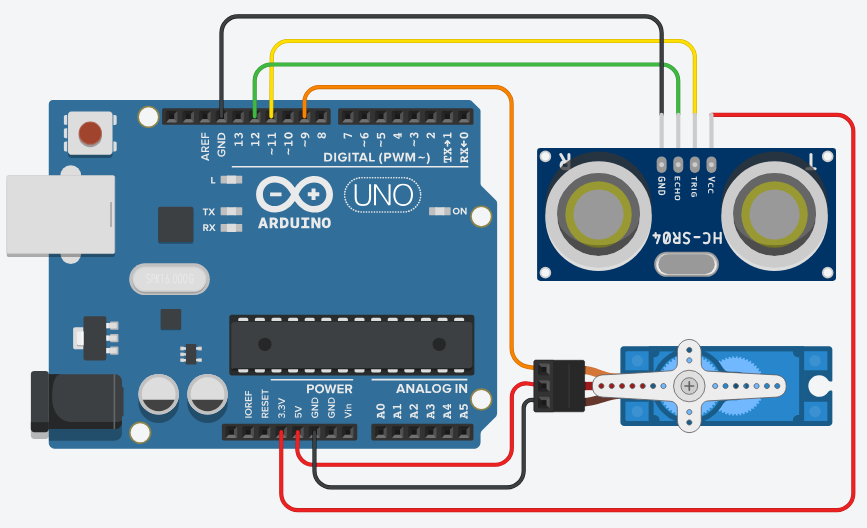 AREF
GND
13
12
~11
~10
~9
8
7
~6
~5
4
~3
2
TX→1
RX←0
DIGITAL (PWM~)
L
TX
RX
UNO
ARDUINO
ON
R
T
GND
ECHO
TRIG
VCC
HC-SR04
POWER
ANALOG IN
IOREF
RESET
3.3V
5V
GND
GND
Vin
A0
A1
A2
A3
A4
A5